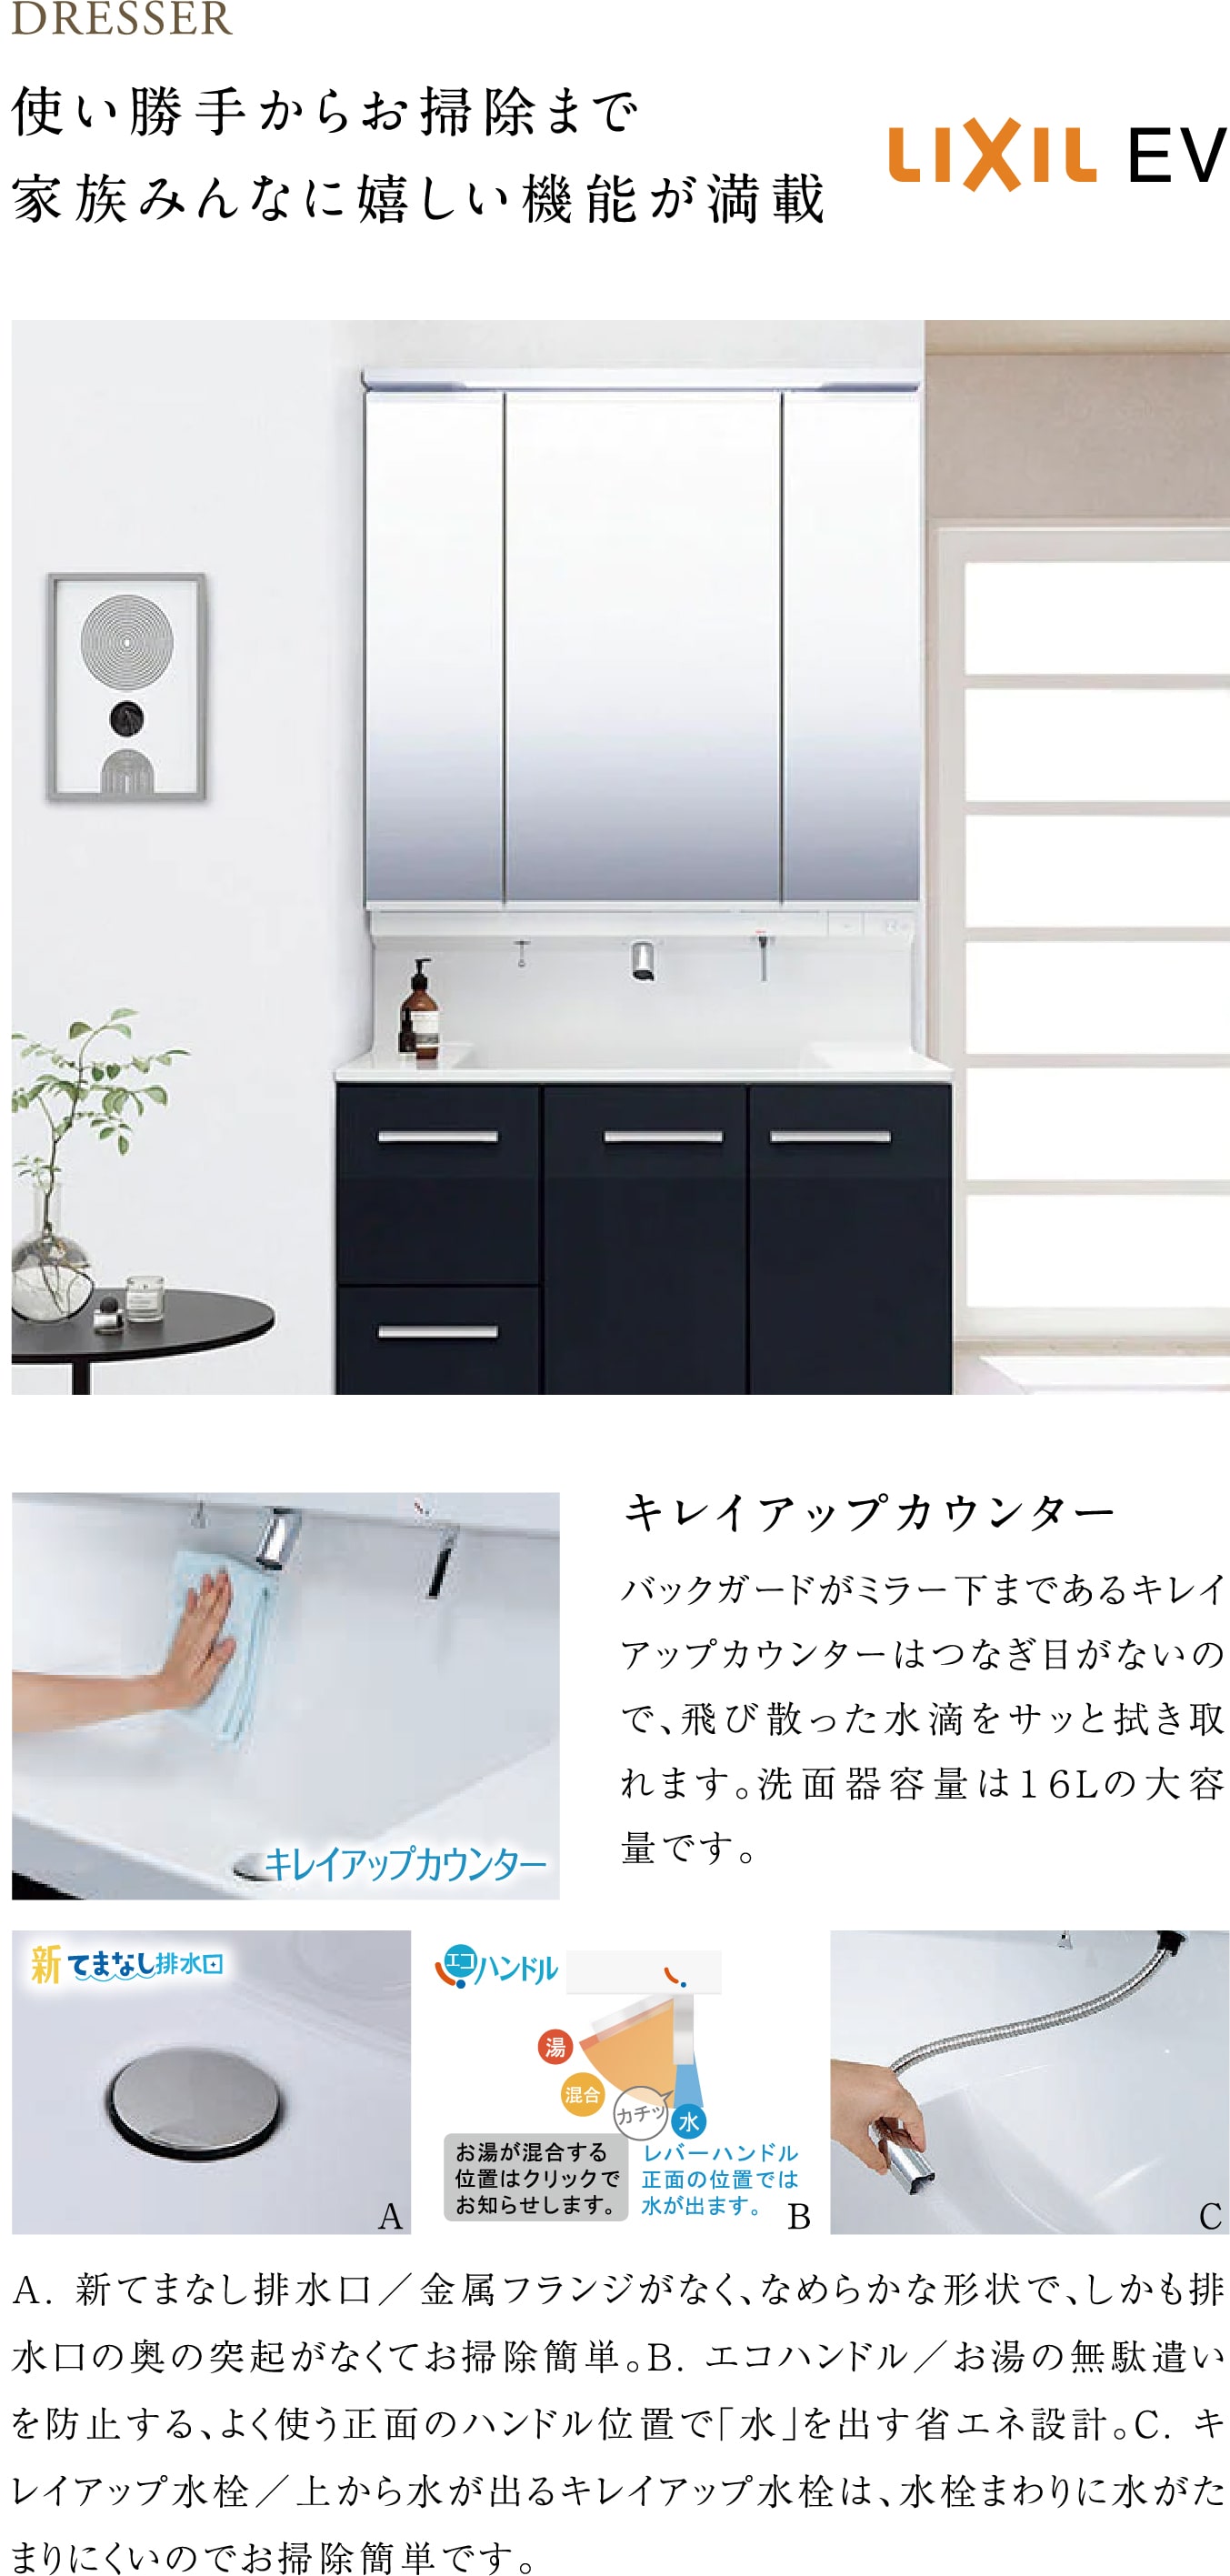 DRESSER
使い勝手からお掃除まで
家族みんなに嬉しい機能が満載
LIXIL EV
キレイアップカウンター
バックガードがミラー下まであるキレイ
アップカウンターはつなぎ目がないの
で、飛び散った水滴をサッと拭き取
れます。洗面器容量は16Lの大容
量です。
キレイアップカウンター
新てまなし排水口
A
エコハンドル
湯
混合
カチッ
水
お湯が混合する
位置はクリックで
お知らせします。
レバーハンドル
正面の位置では
水が出ます。
B
C
A. 新てまなし排水口／金属フランジがなく、なめらかな形状で、しかも排
水口の奥の突起がなくてお掃除簡単。B. エコハンドル／お湯の無駄遣い
を防止する、よく使う正面のハンドル位置で「水」を出す省エネ設計。C. キ
レイアップ水栓／上から水が出るキレイアップ水栓は、水栓まわりに水がた
まりにくいのでお掃除簡単です。